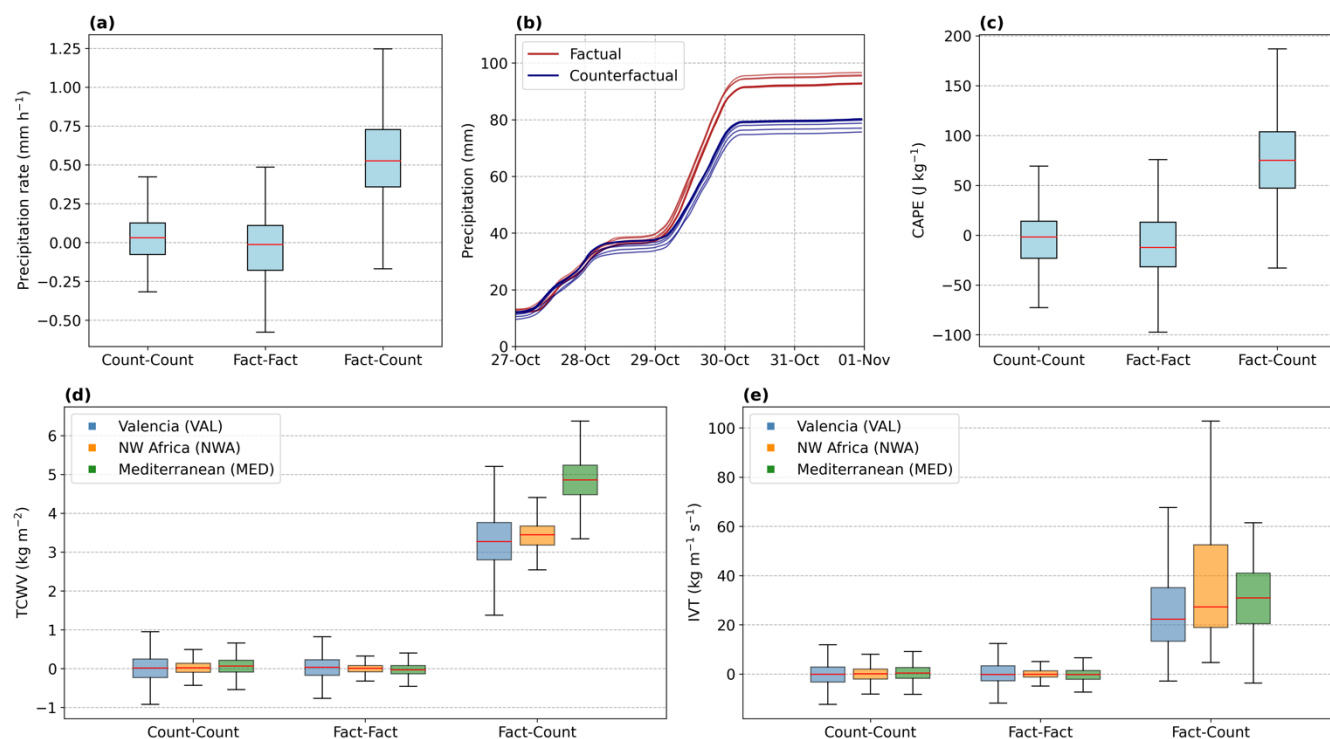 (a)
Precipitation rate (mm h⁻¹)
1.25
1.00
0.75
0.50
0.25
0.00
−0.25
−0.50
Count-Count Fact-Fact Fact-Count
(b)
Precipitation (mm)
Factual
Counterfactual
100
80
60
40
20
0
27-Oct 28-Oct 29-Oct 30-Oct 31-Oct 01-Nov
(c)
CAPE (J kg⁻¹)
200
150
100
50
0
−50
−100
Count-Count Fact-Fact Fact-Count
(d)
TCWV (kg m⁻²)
Valencia (VAL)
NW Africa (NWA)
Mediterranean (MED)
6
5
4
3
2
1
0
−1
Count-Count Fact-Fact Fact-Count
(e)
IVT (kg m⁻¹ s⁻¹)
Valencia (VAL)
NW Africa (NWA)
Mediterranean (MED)
100
80
60
40
20
0
Count-Count Fact-Fact Fact-Count